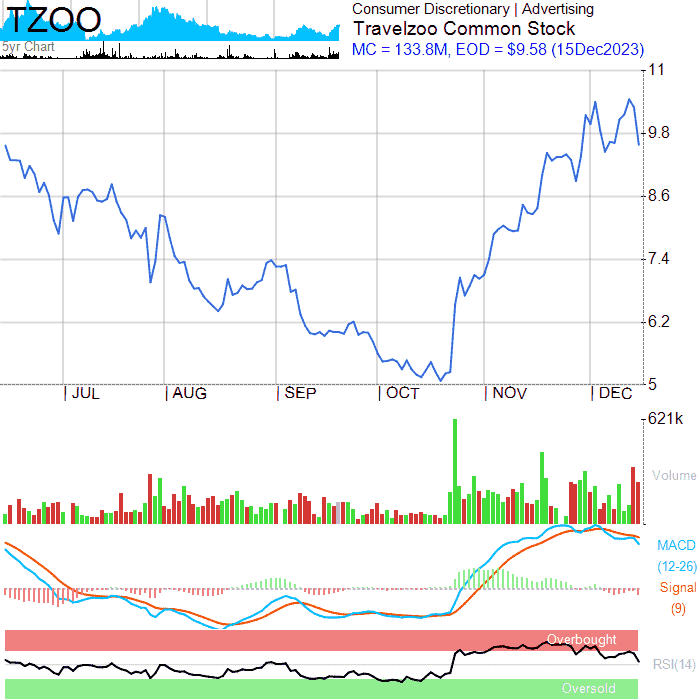 TZOO
5yr Chart
Consumer Discretionary | Advertising
Travelzoo Common Stock
MC = 133.8M, EOD = $9.58 (15Dec2023)
11
9.8
8.6
7.4
6.2
5
JUL
AUG
SEP
OCT
NOV
DEC
621k
Volume
MACD
(12-26)
Signal
(9)
Overbought
RSI(14)
Oversold